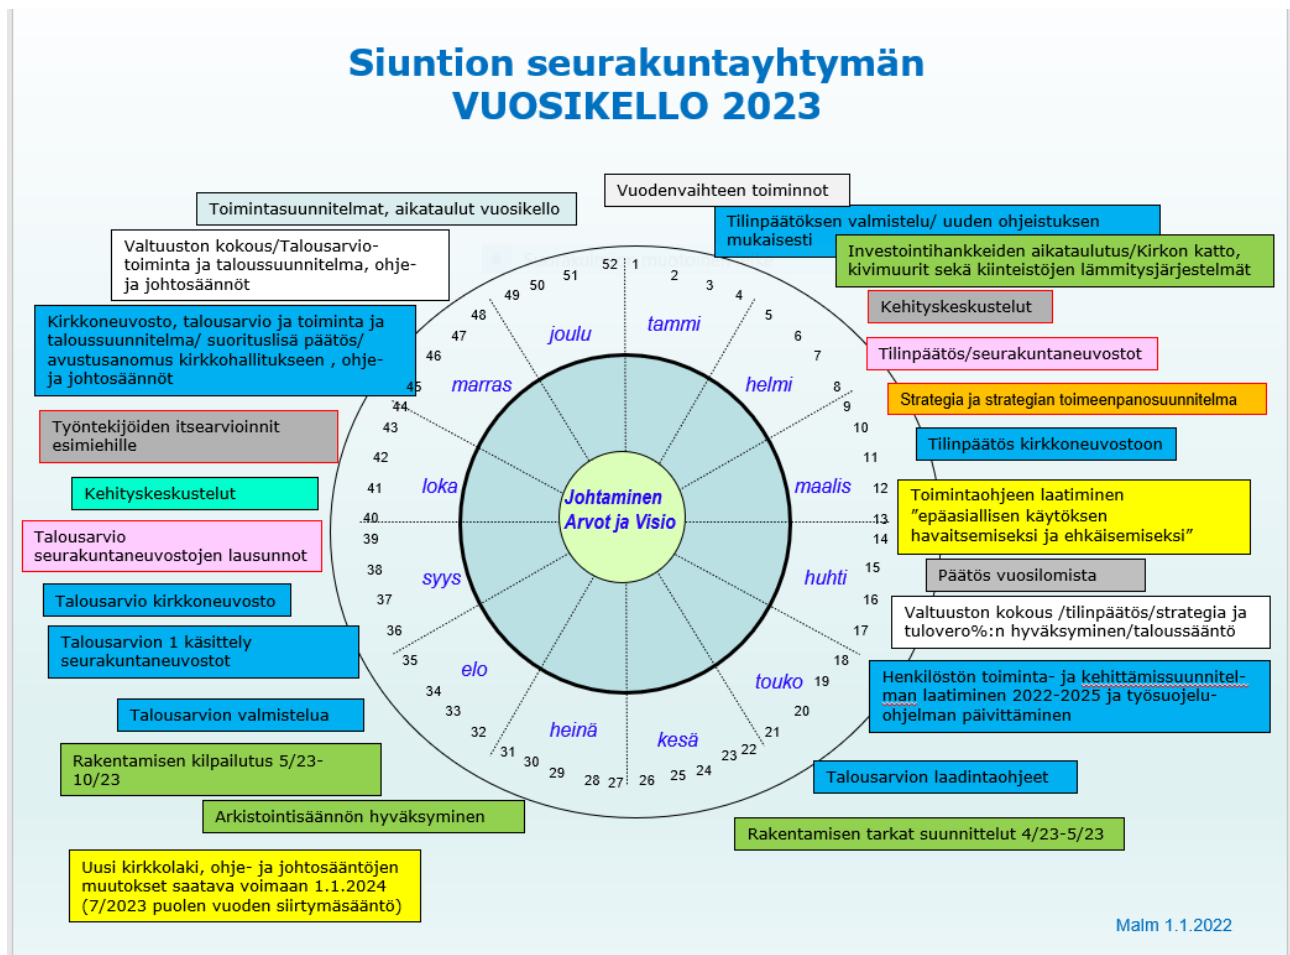 Siuntion seurakuntayhtymän
VUOSIKELLO 2023
Vuodenvaihteen toiminnot
Tilinpäätöksen valmistelu/ uuden ohjeistuksen
mukaisesti
Investointihankkeiden aikataulutus/Kirkon katto,
kivimuurit sekä kiinteistöjen lämmitysjärjestelmät
Kehityskeskustelut
Tilinpäätös/seurakuntaneuvostot
Strategia ja strategian toimeenpanosuunnitelma
Tilinpäätös kirkkoneuvostoon
Toimintaohjeen laatiminen
”epäasiallisen käytöksen
havaitsemiseksi ja ehkäisemiseksi”
Päätös vuosilomista
Valtuuston kokous /tilinpäätös/strategia ja
tulovero%:n hyväksyminen/taloussääntö
Henkilöstön toiminta- ja kehittämissuunnitel-
man laatiminen 2022-2025 ja työsuojelu-
ohjelman päivittäminen
Talousarvion laadintaohjeet
Rakentamisen tarkat suunnittelut 4/23-5/23
Toimintasuunnitelmat, aikataulut vuosikello
Valtuuston kokous/Talousarvio-
toiminta ja taloussuunnitelma, ohje-
ja johtosäännöt
Kirkkoneuvosto, talousarvio ja toiminta ja
taloussuunnitelma/ suorituslisä päätös/
avustusanomus kirkkohallitukseen , ohje-
ja johtosäännöt
Työntekijöiden itsearvioinnit
esimiehille
Kehityskeskustelut
Talousarvio
seurakuntaneuvostojen lausunnot
Talousarvio kirkkoneuvosto
Talousarvion 1 käsittely
seurakuntaneuvostot
Talousarvion valmistelua
Rakentamisen kilpailutus 5/23-
10/23
Arkistointisäännön hyväksyminen
Uusi kirkkolaki, ohje- ja johtosääntöjen
muutokset saatava voimaan 1.1.2024
(7/2023 puolen vuoden siirtymäsääntö)
1
2
3
4
5
6
7
8
9
10
11
12
13
14
15
16
17
18
19
20
21
22
23
24
25
26
27
28
29
30
31
32
33
34
35
36
37
38
39
40
41
42
43
44
45
46
47
48
49
50
51
52
tammi
helmi
maalis
huhti
touko
kesä
heinä
elo
syys
loka
marras
joulu
Johtaminen
Arvot ja Visio
Malm 1.1.2022